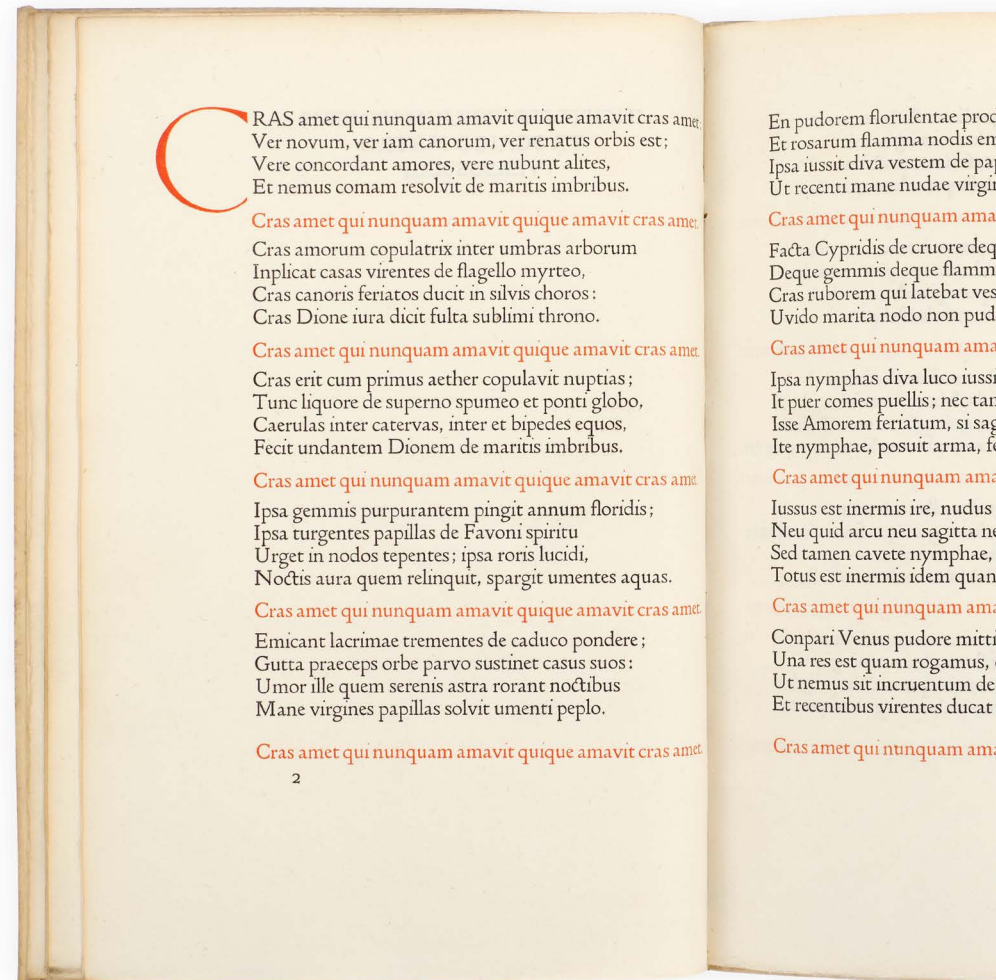 CRAS amet qui nunquam amavit quique amavit cras amet;
Ver novum, ver iam canorum, ver renatus orbis est;
Vere concordant amores, vere nubunt alites,
Et nemus comam resolvit de maritis imbribus.
Cras amet qui nunquam amavit quique amavit cras amet.
Cras amorum copulatrix inter umbras arborum
Inplicat casas virentes de flagello myrteo,
Cras canoris feriatos ducit in silvis choros:
Cras Dione iura dicit fulta sublimi throno.
Cras amet qui nunquam amavit quique amavit cras amet.
Cras erit cum primus aether copulavit nuptias;
Tunc liquore de superno spumeo et ponti globo,
Caerulas inter catervas, inter et bipedes equos,
Fecit undantem Dionem de maritis imbribus.
Cras amet qui nunquam amavit quique amavit cras amet.
Ipsa gemmis purpurantem pingit annum floridis;
Ipsa turgentes papillas de Favoni spiritu
Urget in nodos tepentes; ipsa roris lucidi,
Noctis aura quem relinquit, spargit umentes aquas.
Cras amet qui nunquam amavit quique amavit cras amet.
Emicant lacrimae trementes de caduco pondere;
Gutta praeceps orbe parvo sustinet casus suos:
Umor ille quem serenis astra rorant noctibus
Mane virgines papillas solvit umenti peplo.
Cras amet qui nunquam amavit quique amavit cras amet.
2
En pudorem florulentae
Et rosarum flamma nodis
Ipsa iussit diva vestem de
Ut recenti mane nudae
Cras amet qui nunquam
Facta Cypridis de cruore
Deque gemmis deque
Cras ruborem qui latebat
Uvido marita nodo non
Cras amet qui nunquam
Ipsa nymphas diva luco
It puer comes puellis; nec
Isse Amorem feriatum, si
Ite nymphae, posuit arma,
Cras amet qui nunquam
Iussus est inermis ire, nudus
Neu quid arcu neu sagitta
Sed tamen cavete nymphae,
Totus est inermis idem
Cras amet qui nunquam
Conpari Venus pudore
Una res est quam rogamus,
Ut nemus sit incruentum
Et recentibus virentes ducat
Cras amet qui nunquam